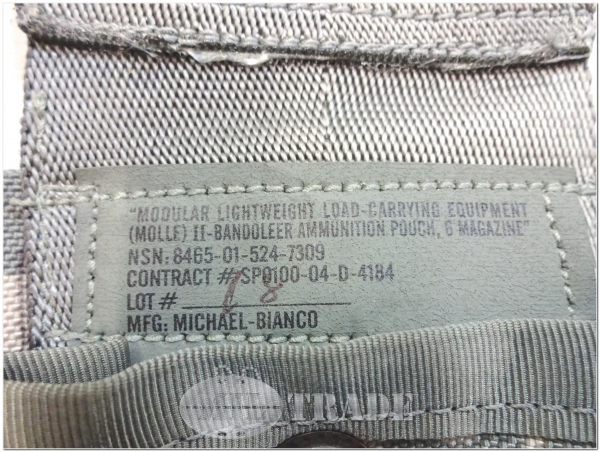 "MODULAR LIGHTWEIGHT LOAD-CARRYING EQUIPMENT
(MOLLE) II-BANDOLEER AMMUNITION POUCH, 6 MAGAZINE"
NSN: 8465-01-524-7309
CONTRACT # SP0100-04-D-4184
LOT #
MFG: MICHAEL-BIANCO
TRADE